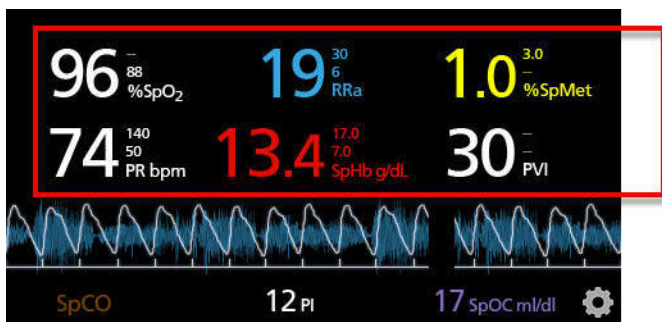 96 – 88 %SpO₂
19 30 6 RRa
1.0 3.0 – %SpMet
74 140 50 PR bpm
13.4 17.0 7.0 SpHb g/dL
30 – – PVI
SpCO
12 PI
17 SpOC ml/dl